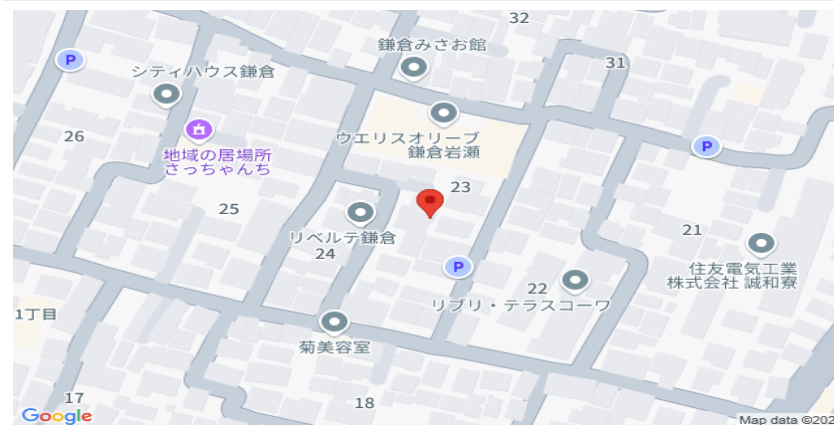 32
鎌倉みさお館
31
P
シティハウス鎌倉
ウエリスオリーブ
鎌倉岩瀬
26
地域の居場所
さっちゃんち
P
23
25
リベルテ鎌倉
24
21
住友電気工業
株式会社 誠和寮
P
22
リブリ・テラスコーワ
1丁目
菊美容室
17
18
Google
Map data ©202